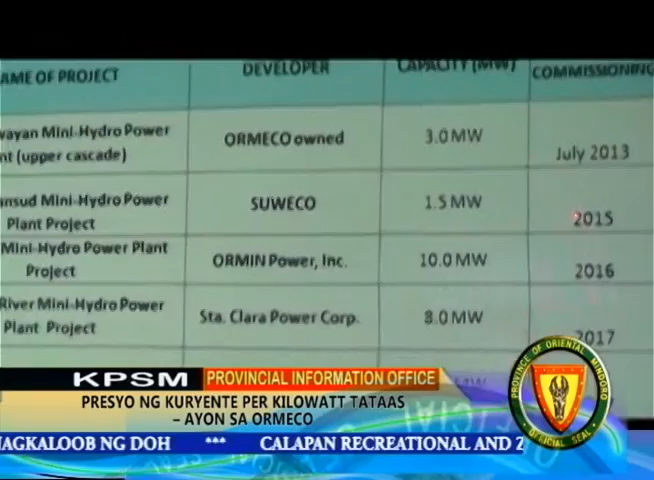 AME OF PROJECT DEVELOPER CAPACITY (MW) COMMISSIONING
wayan Mini-Hydro Power
nt (upper cascade) ORMECO owned 3.0 MW July 2013
ansud Mini-Hydro Power
Plant Project SUWECO 1.5 MW 2015
Mini-Hydro Power Plant
Project ORMIN Power, Inc. 10.0 MW 2016
River Mini-Hydro Power
Plant Project Sta. Clara Power Corp. 8.0 MW 2017
MW
KPSM PROVINCIAL INFORMATION OFFICE
PRESYO NG KURYENTE PER KILOWATT TATAAS
– AYON SA ORMECO
NAGKALOOB NG DOH *** CALAPAN RECREATIONAL AND Z
PROVINCE OF ORIENTAL MINDORO
OFFICIAL SEAL